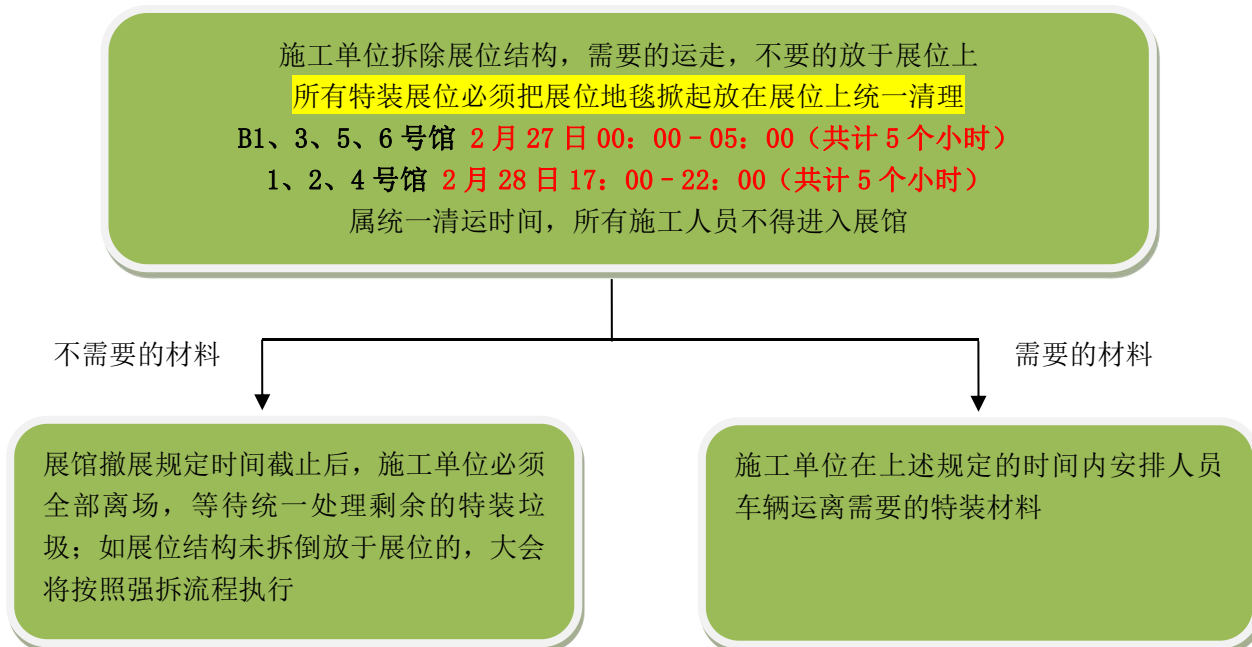 施工单位拆除展位结构，需要的运走，不要的放于展位上
所有特装展位必须把展位地毯掀起放在展位上统一清理
B1、3、5、6 号馆 2 月 27 日 00：00－05：00（共计 5 个小时）
1、2、4 号馆 2 月 28 日 17：00－22：00（共计 5 个小时）
属统一清运时间，所有施工人员不得进入展馆
不需要的材料
需要的材料
展馆撤展规定时间截止后，施工单位必须
全部离场，等待统一处理剩余的特装垃
圾；如展位结构未拆倒放于展位的，大会
将按照强拆流程执行
施工单位在上述规定的时间内安排人员
车辆运离需要的特装材料